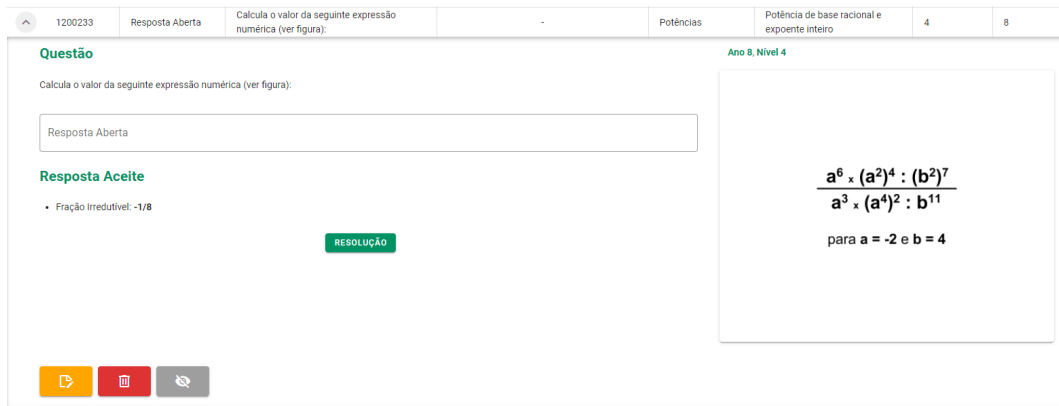 1200233 Resposta Aberta Calcula o valor da seguinte expressão numérica (ver figura): - Potências Potência de base racional e expoente inteiro 4 8
Questão
Calcula o valor da seguinte expressão numérica (ver figura):
Resposta Aberta
Resposta Aceite
• Fração Irredutível: -1/8
RESOLUÇÃO
Ano 8, Nível 4
a⁶ x (a²)⁴ : (b²)⁷
a³ x (a⁴)² : b¹¹
para a = -2 e b = 4